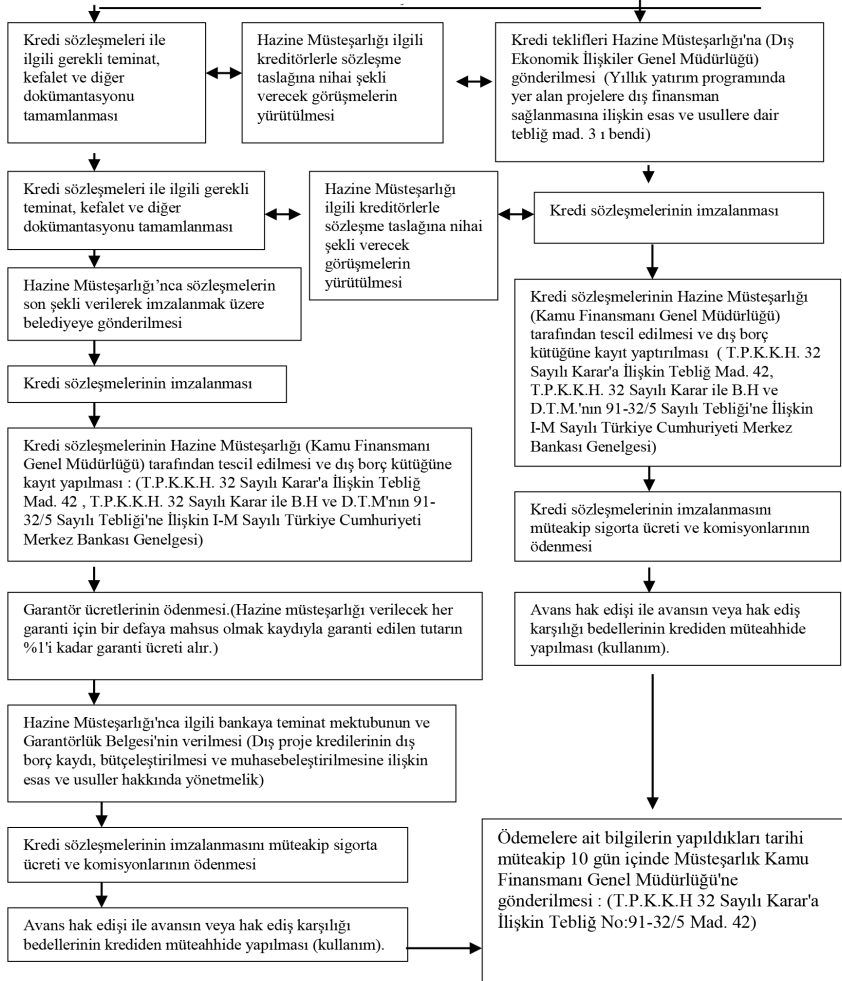 Kredi sözleşmeleri ile
ilgili gerekli teminat,
kefalet ve diğer
dokümantasyonu
tamamlanması
Hazine Müsteşarlığı ilgili
kreditörlerle sözleşme
taslağına nihai şekli
verecek görüşmelerin
yürütülmesi
Kredi teklifleri Hazine Müsteşarlığı'na (Dış
Ekonomik İlişkiler Genel Müdürlüğü)
gönderilmesi (Yıllık yatırım programında
yer alan projelere dış finansman
sağlanmasına ilişkin esas ve usullere dair
tebliğ mad. 3 ı bendi)
Kredi sözleşmeleri ile ilgili gerekli
teminat, kefalet ve diğer
dokümantasyonu tamamlanması
Hazine Müsteşarlığı
ilgili kreditörlerle
sözleşme taslağına nihai
şekli verecek
görüşmelerin
yürütülmesi
Kredi sözleşmelerinin imzalanması
Hazine Müsteşarlığı’nca sözleşmelerin
son şekli verilerek imzalanmak üzere
belediyeye gönderilmesi
Kredi sözleşmelerinin Hazine Müsteşarlığı
(Kamu Finansmanı Genel Müdürlüğü)
tarafından tescil edilmesi ve dış borç
kütüğüne kayıt yaptırılması ( T.P.K.K.H. 32
Sayılı Karar'a İlişkin Tebliğ Mad. 42,
T.P.K.K.H. 32 Sayılı Karar ile B.H ve
D.T.M.'nın 91-32/5 Sayılı Tebliği'ne İlişkin
I-M Sayılı Türkiye Cumhuriyeti Merkez
Bankası Genelgesi)
Kredi sözleşmelerinin imzalanması
Kredi sözleşmelerinin Hazine Müsteşarlığı (Kamu Finansmanı
Genel Müdürlüğü) tarafından tescil edilmesi ve dış borç kütüğüne
kayıt yapılması : (T.P.K.K.H. 32 Sayılı Karar'a İlişkin Tebliğ
Mad. 42 , T.P.K.K.H. 32 Sayılı Karar ile B.H ve D.T.M'nın 91-
32/5 Sayılı Tebliği'ne İlişkin I-M Sayılı Türkiye Cumhuriyeti
Merkez Bankası Genelgesi)
Kredi sözleşmelerinin imzalanmasını
müteakip sigorta ücreti ve komisyonlarının
ödenmesi
Garantör ücretlerinin ödenmesi.(Hazine müsteşarlığı verilecek her
garanti için bir defaya mahsus olmak kaydıyla garanti edilen tutarın
%1'i kadar garanti ücreti alır.)
Avans hak edişi ile avansın veya hak ediş
karşılığı bedellerinin krediden müteahhide
yapılması (kullanım).
Hazine Müsteşarlığı'nca ilgili bankaya teminat mektubunun ve
Garantörlük Belgesi'nin verilmesi (Dış proje kredilerinin dış
borç kaydı, bütçeleştirilmesi ve muhasebeleştirilmesine ilişkin
esas ve usuller hakkında yönetmelik)
Kredi sözleşmelerinin imzalanmasını müteakip sigorta
ücreti ve komisyonlarının ödenmesi
Ödemelere ait bilgilerin yapıldıkları tarihi
müteakip 10 gün içinde Müsteşarlık Kamu
Finansmanı Genel Müdürlüğü'ne
gönderilmesi : (T.P.K.K.H 32 Sayılı Karar'a
İlişkin Tebliğ No:91-32/5 Mad. 42)
Avans hak edişi ile avansın veya hak ediş karşılığı
bedellerinin krediden müteahhide yapılması (kullanım).